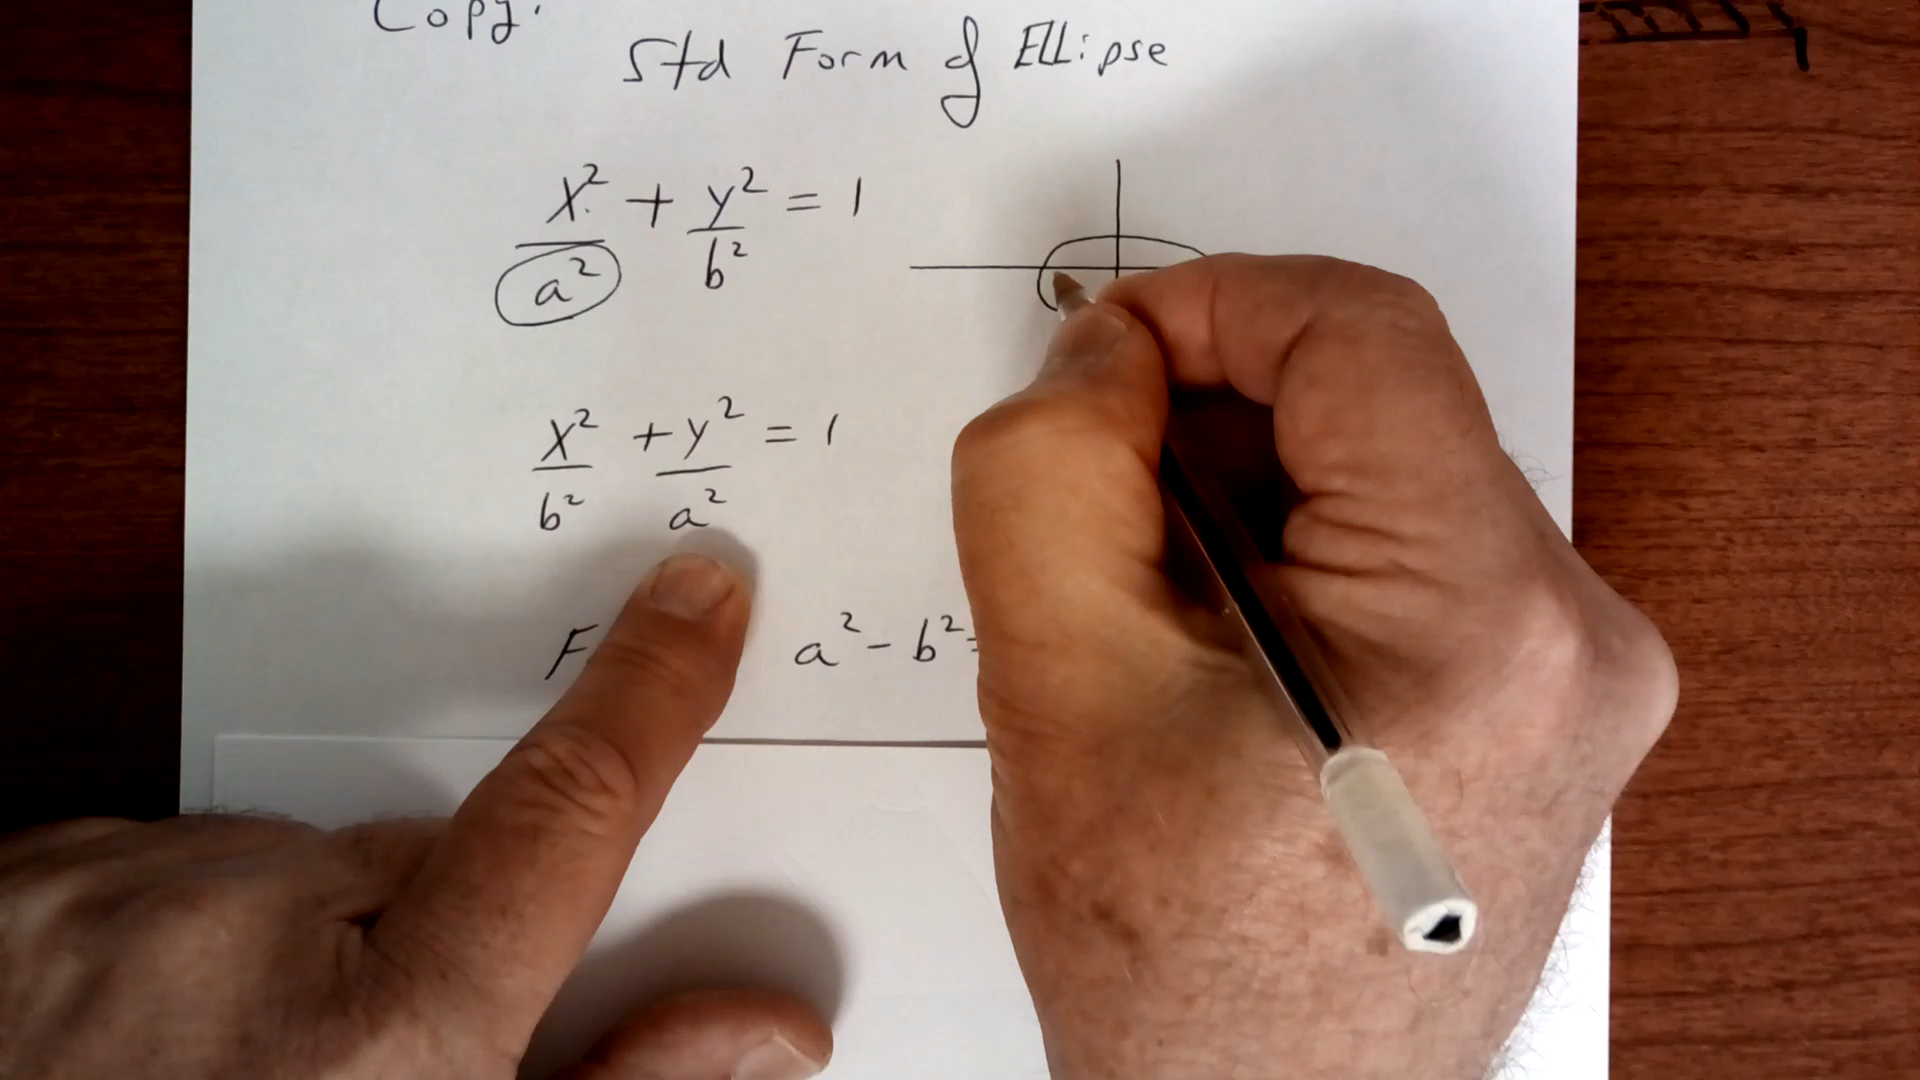 Copy.
Std Form of Ellipse
x²/a² + y²/b² = 1
x²/b² + y²/a² = 1
F a² - b² =